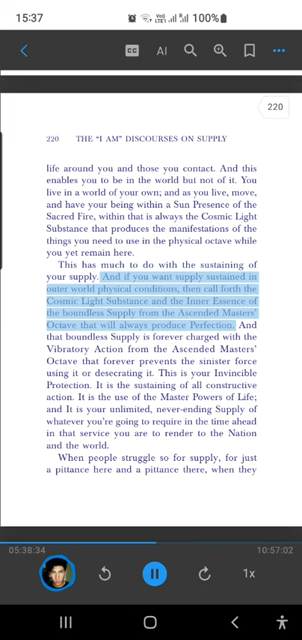 15:37
Vo)
LTE1
100%
CC
AI
220
220 THE "I AM" DISCOURSES ON SUPPLY
life around you and those you contact. And this
enables you to be in the world but not of it. You
live in a world of your own; and as you live, move,
and have your being within a Sun Presence of the
Sacred Fire, within that is always the Cosmic Light
Substance that produces the manifestations of the
things you need to use in the physical octave while
you yet remain here.
This has much to do with the sustaining of
your supply. And if you want supply sustained in
outer world physical conditions, then call forth the
Cosmic Light Substance and the Inner Essence of
the boundless Supply from the Ascended Masters'
Octave that will always produce Perfection. And
that boundless Supply is forever charged with the
Vibratory Action from the Ascended Masters'
Octave that forever prevents the sinister force
using it or desecrating it. This is your Invincible
Protection. It is the sustaining of all constructive
action. It is the use of the Master Powers of Life;
and It is your unlimited, never-ending Supply of
whatever you're going to require in the time ahead
in that service you are to render to the Nation
and the world.
When people struggle so for supply, for just
a pittance here and a pittance there, when they
05:38:34 10:57:02
1x